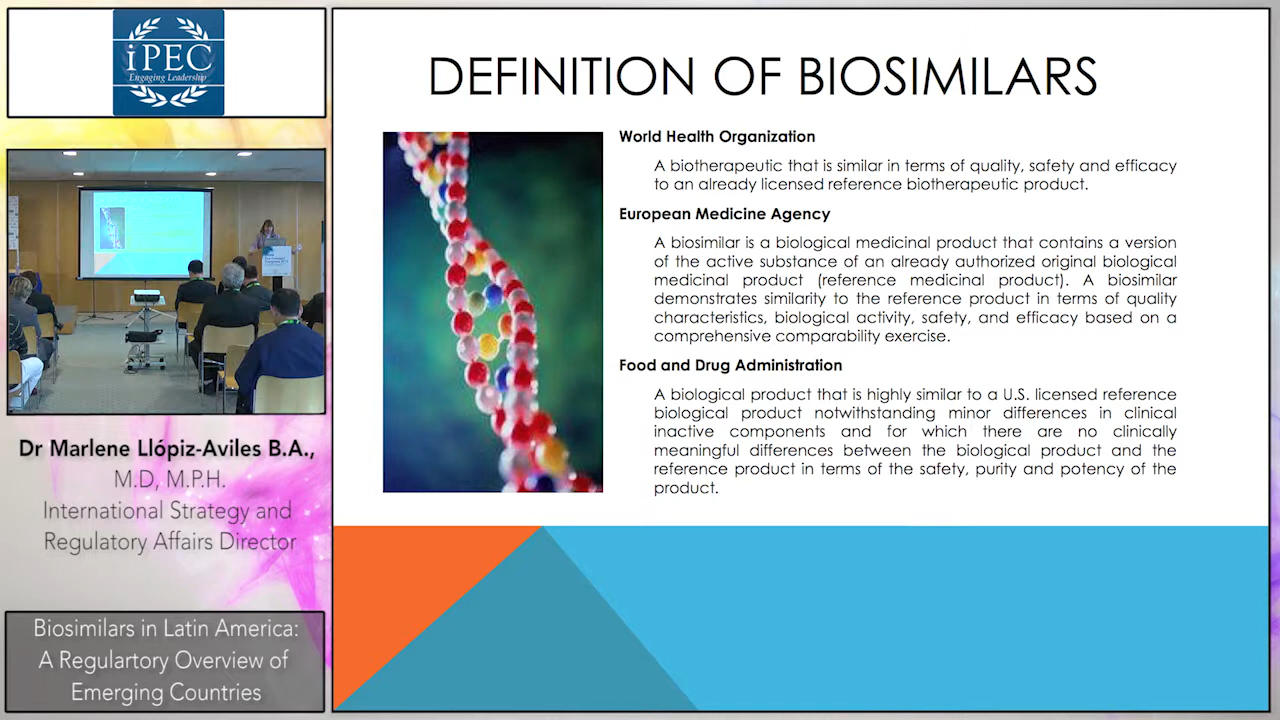 iPEC
Engaging Leadership
Dr Marlene Llópiz-Aviles B.A.,
M.D, M.P.H.
International Strategy and
Regulatory Affairs Director
Biosimilars in Latin America:
A Regulartory Overview of
Emerging Countries
DEFINITION OF BIOSIMILARS
World Health Organization
A biotherapeutic that is similar in terms of quality, safety and efficacy
to an already licensed reference biotherapeutic product.
European Medicine Agency
A biosimilar is a biological medicinal product that contains a version
of the active substance of an already authorized original biological
medicinal product (reference medicinal product). A biosimilar
demonstrates similarity to the reference product in terms of quality
characteristics, biological activity, safety, and efficacy based on a
comprehensive comparability exercise.
Food and Drug Administration
A biological product that is highly similar to a U.S. licensed reference
biological product notwithstanding minor differences in clinical
inactive components and for which there are no clinically
meaningful differences between the biological product and the
reference product in terms of the safety, purity and potency of the
product.